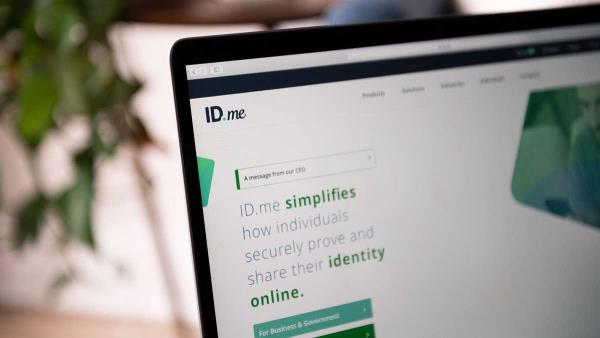 Products Solutions Industries Individuals Company
ID.me
A message from our CEO
ID.me simplifies
how individuals
securely prove and
share their identity
online.
For Business & Government